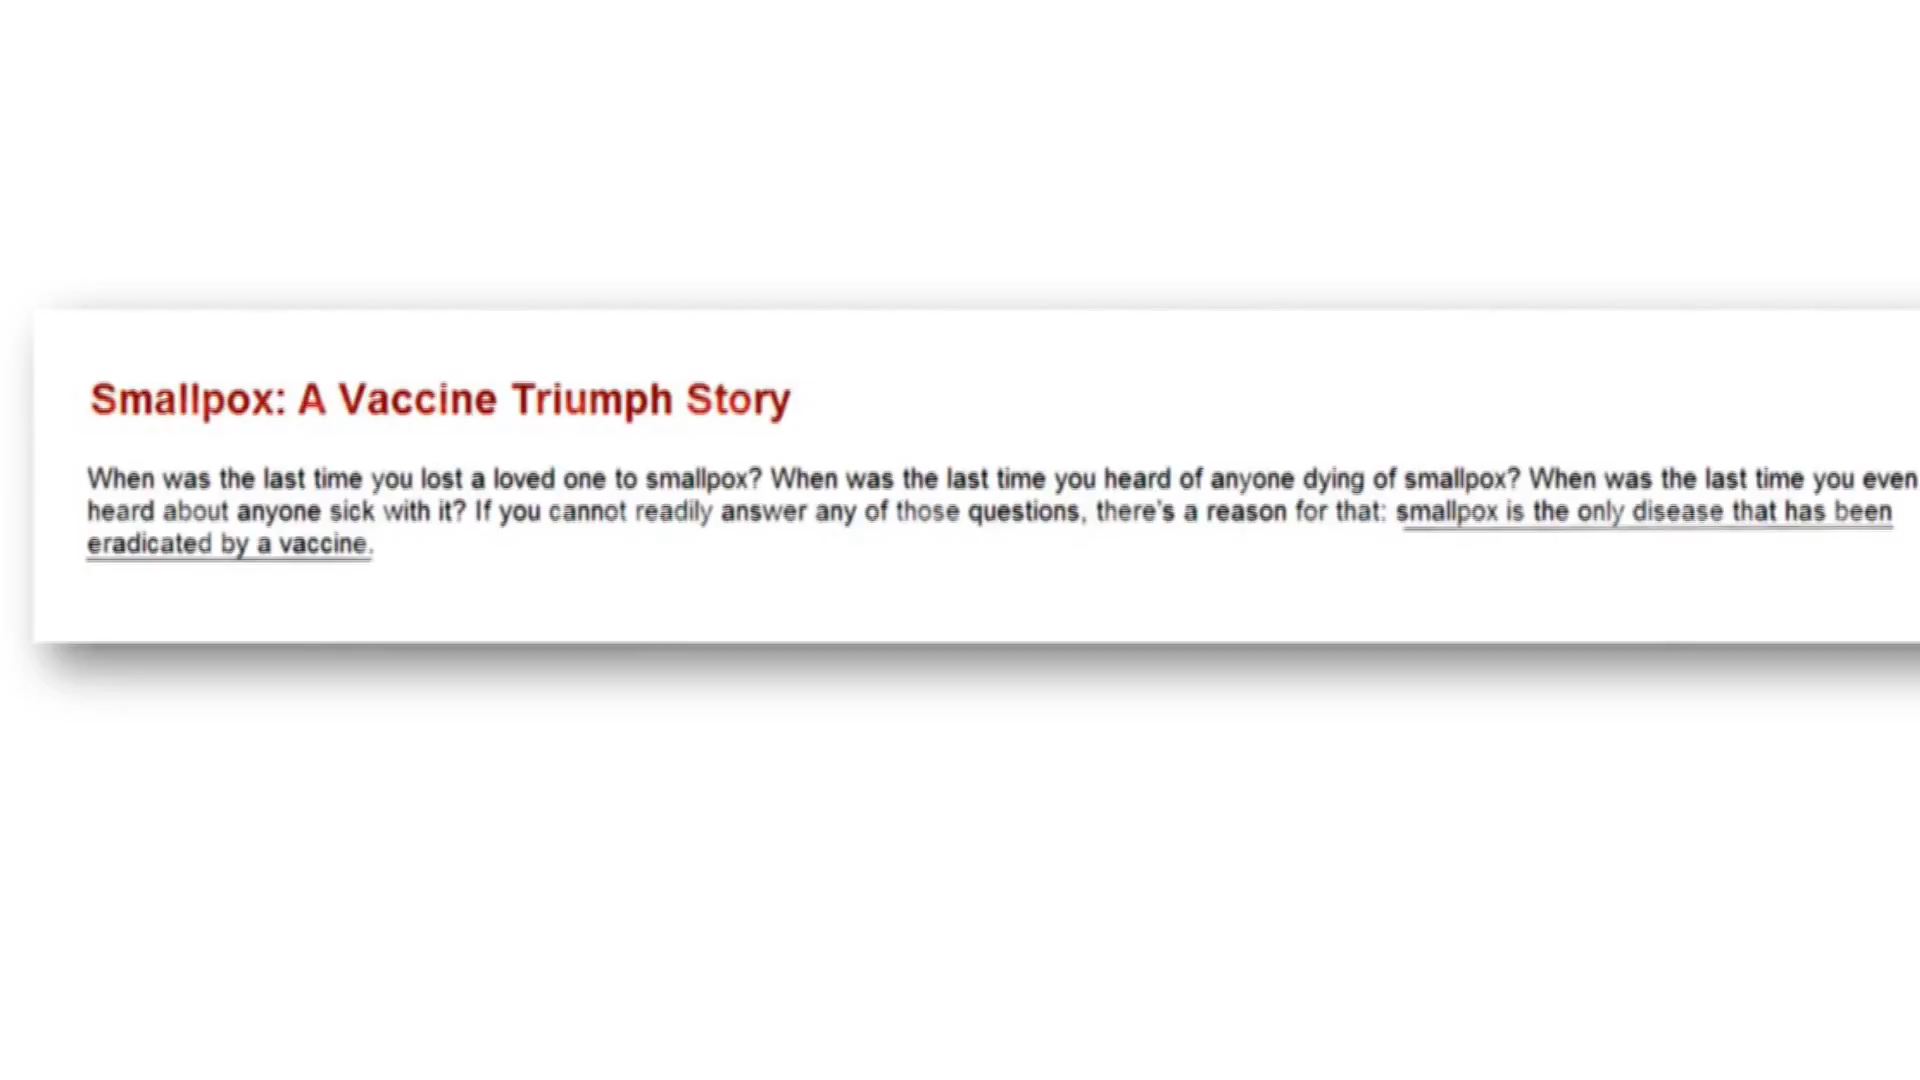 Smallpox: A Vaccine Triumph Story
When was the last time you lost a loved one to smallpox? When was the last time you heard of anyone dying of smallpox? When was the last time you even
heard about anyone sick with it? If you cannot readily answer any of those questions, there's a reason for that: smallpox is the only disease that has been
eradicated by a vaccine.